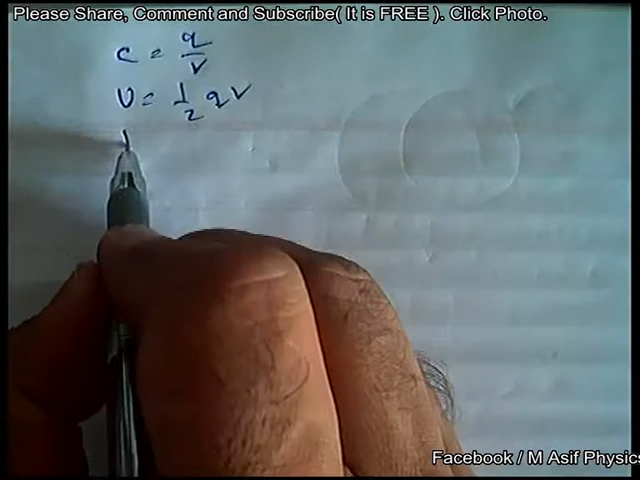 Please Share, Comment and Subscribe( It is FREE ). Click Photo.
c = q/v
U = 1/2 qv
Facebook / M Asif Physics